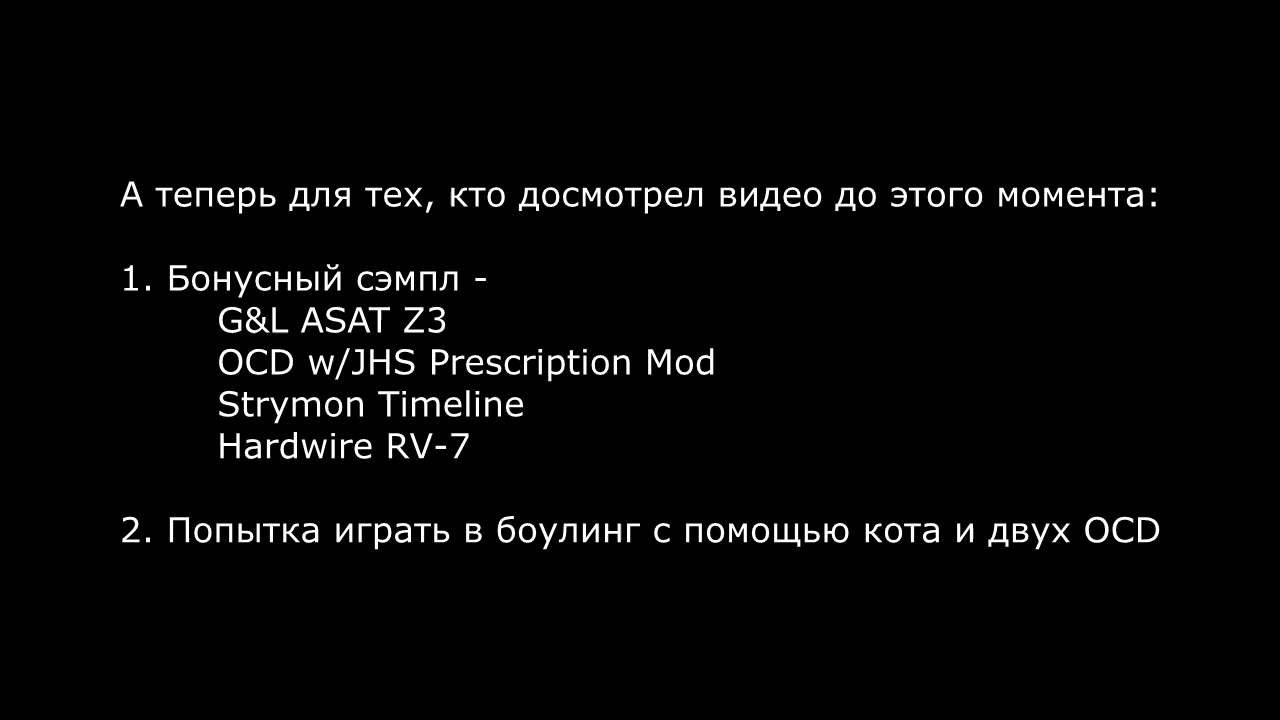 А теперь для тех, кто досмотрел видео до этого момента:
1. Бонусный сэмпл -
G&L ASAT Z3
OCD w/JHS Prescription Mod
Strymon Timeline
Hardwire RV-7
2. Попытка играть в боулинг с помощью кота и двух OCD